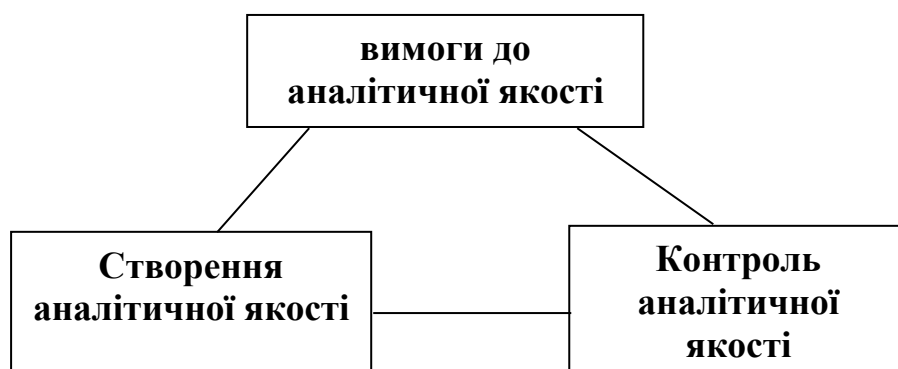 вимоги до
аналітичної якості
Створення
аналітичної якості
Контроль
аналітичної
якості